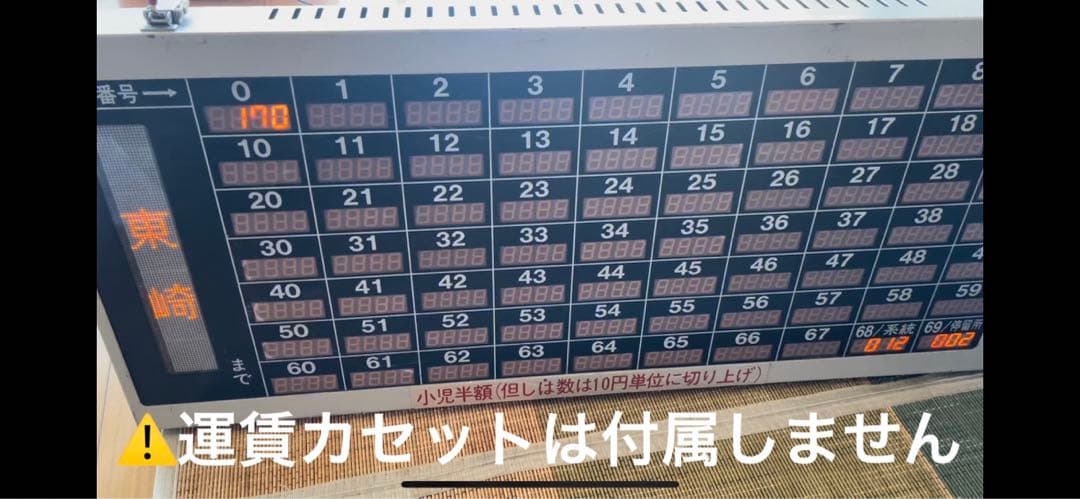 番号→ 0 1 2 3 4 5 6 7 8
170
10 11 12 13 14 15 16 17 18
20 21 22 23 24 25 26 27 28
30 31 32 33 34 35 36 37 38
40 41 42 43 44 45 46 47 48 4
50 51 52 53 54 55 56 57 58 59
60 61 62 63 64 65 66 67 68/系統 69/停留所
012 002
東崎
まで
小児半額(但しは数は10円単位に切り上げ)
⚠️運賃カセットは付属しません